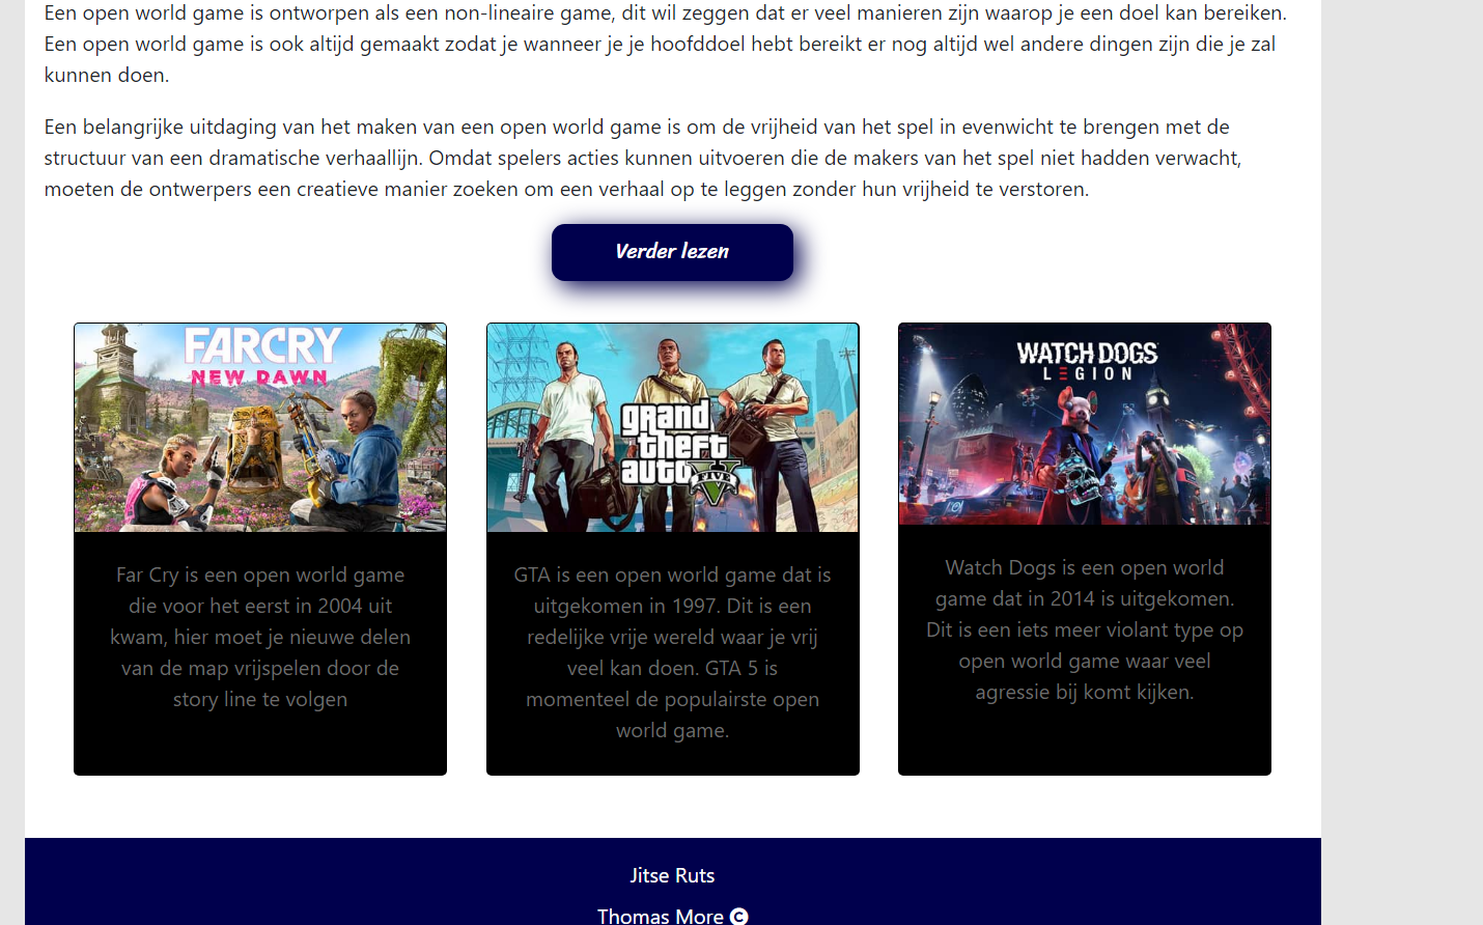 Een open world game is ontworpen als een non-lineaire game, dit wil zeggen dat er veel manieren zijn waarop je een doel kan bereiken.
Een open world game is ook altijd gemaakt zodat je wanneer je je hoofddoel hebt bereikt er nog altijd wel andere dingen zijn die je zal
kunnen doen.
Een belangrijke uitdaging van het maken van een open world game is om de vrijheid van het spel in evenwicht te brengen met de
structuur van een dramatische verhaallijn. Omdat spelers acties kunnen uitvoeren die de makers van het spel niet hadden verwacht,
moeten de ontwerpers een creatieve manier zoeken om een verhaal op te leggen zonder hun vrijheid te verstoren.
Verder lezen
FARCRY
NEW DAWN
Far Cry is een open world game
die voor het eerst in 2004 uit
kwam, hier moet je nieuwe delen
van de map vrijspelen door de
story line te volgen
grand
theft
auto
V
FIVE
GTA is een open world game dat is
uitgekomen in 1997. Dit is een
redelijke vrije wereld waar je vrij
veel kan doen. GTA 5 is
momenteel de populairste open
world game.
WATCH DOGS
LEGION
Watch Dogs is een open world
game dat in 2014 is uitgekomen.
Dit is een iets meer violant type op
open world game waar veel
agressie bij komt kijken.
Jitse Ruts
Thomas More ©